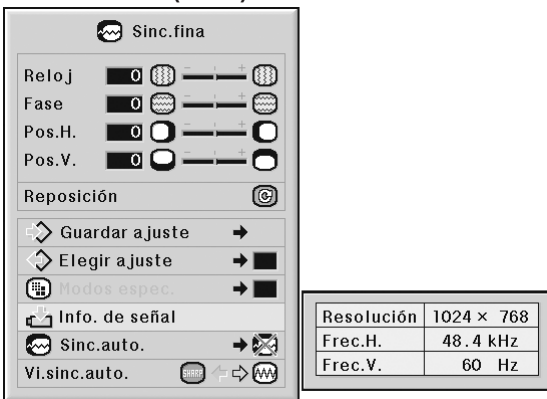 Sinc.fina
Reloj 0 − +
Fase 0 − +
Pos.H. 0 − +
Pos.V. 0 − +
Reposición
Guardar ajuste
Elegir ajuste
Modos espec.
Info. de señal
Sinc.auto.
Vi.sinc.auto. SHARP
Resolución 1024 × 768
Frec.H. 48.4 kHz
Frec.V. 60 Hz